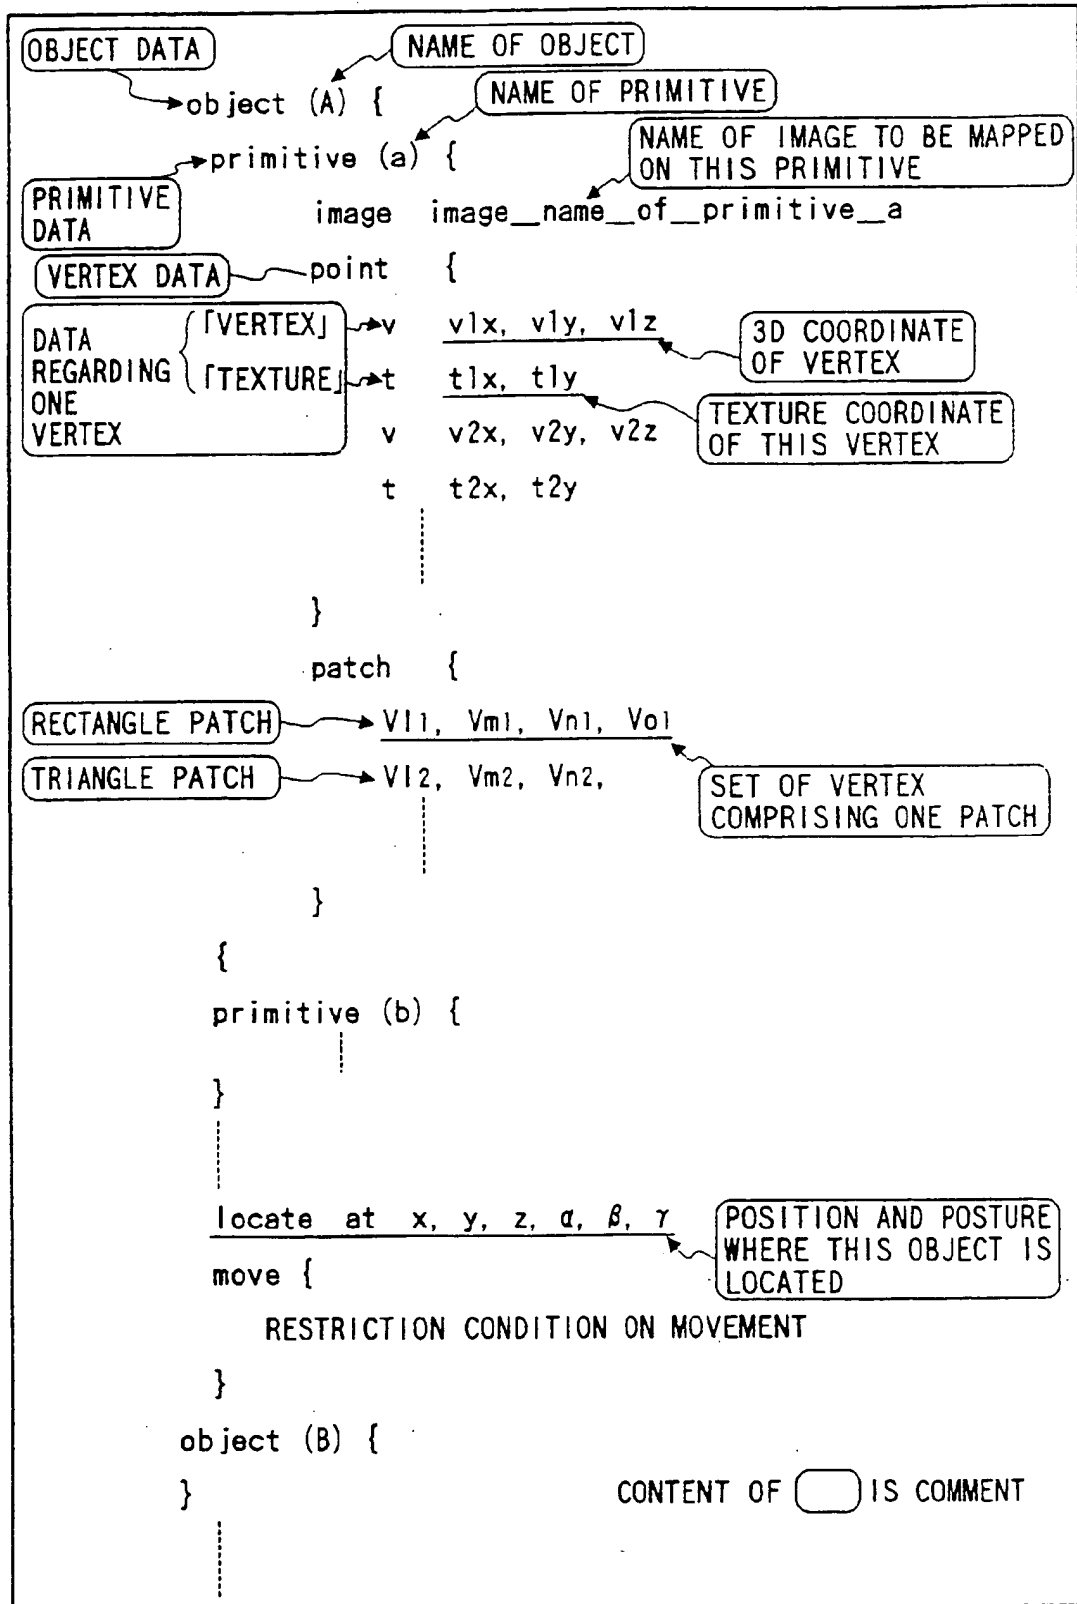 OBJECT DATA
NAME OF OBJECT
object (A) {
NAME OF PRIMITIVE
primitive (a) {
NAME OF IMAGE TO BE MAPPED
ON THIS PRIMITIVE
PRIMITIVE
DATA
image image__name__of__primitive__a
VERTEX DATA
point {
DATA
REGARDING
ONE
VERTEX
「VERTEX」
v v1x, v1y, v1z
3D COORDINATE
OF VERTEX
「TEXTURE」
t t1x, t1y
TEXTURE COORDINATE
OF THIS VERTEX
v v2x, v2y, v2z
t t2x, t2y
}
patch {
RECTANGLE PATCH
Vl1, Vm1, Vn1, Vo1
TRIANGLE PATCH
Vl2, Vm2, Vn2,
SET OF VERTEX
COMPRISING ONE PATCH
}
{
primitive (b) {
}
locate at x, y, z, α, β, γ
POSITION AND POSTURE
WHERE THIS OBJECT IS
LOCATED
move {
RESTRICTION CONDITION ON MOVEMENT
}
object (B) {
}
CONTENT OF IS COMMENT